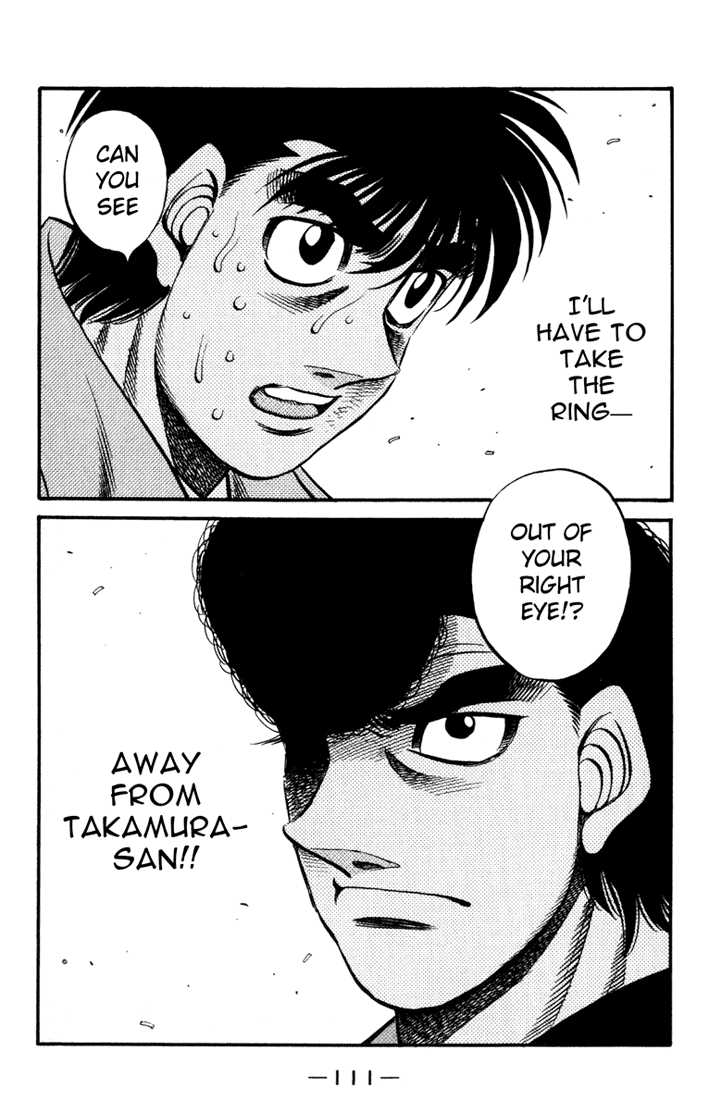 CAN
YOU
SEE
I'LL
HAVE TO
TAKE
THE
RING—
OUT OF
YOUR
RIGHT
EYE!?
AWAY
FROM
TAKAMURA-
SAN!!
—111—